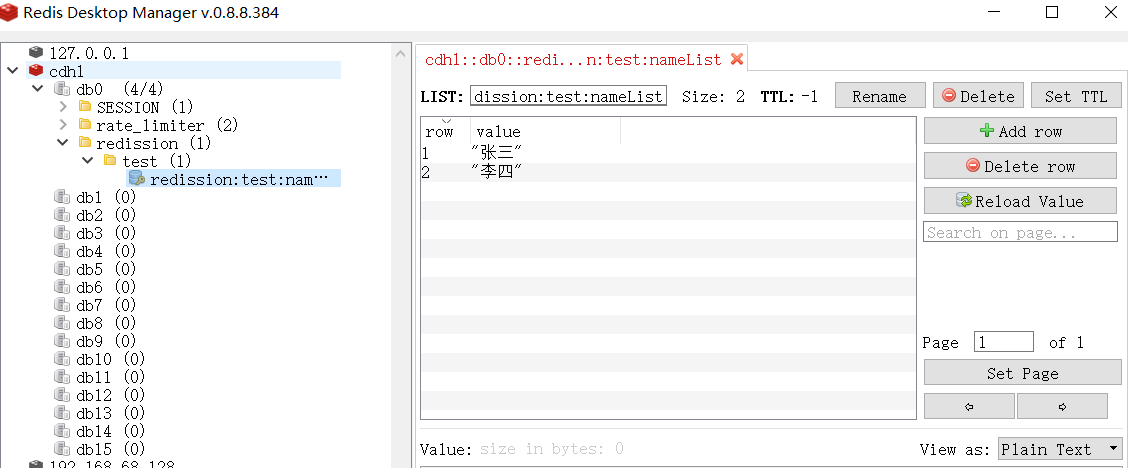 Redis Desktop Manager v.0.8.8.384
127.0.0.1
cdh1
db0 (4/4)
SESSION (1)
rate_limiter (2)
redission (1)
test (1)
redission:test:nam…
db1 (0)
db2 (0)
db3 (0)
db4 (0)
db5 (0)
db6 (0)
db7 (0)
db8 (0)
db9 (0)
db10 (0)
db11 (0)
db12 (0)
db13 (0)
db14 (0)
db15 (0)
192.168.68.128
cdh1::db0::redi...n:test:nameList
LIST: dission:test:nameList Size: 2 TTL: -1 Rename Delete Set TTL
row value
1 "张三"
2 "李四"
Add row
Delete row
Reload Value
Search on page...
Page 1 of 1
Set Page
Value: size in bytes: 0 View as: Plain Text